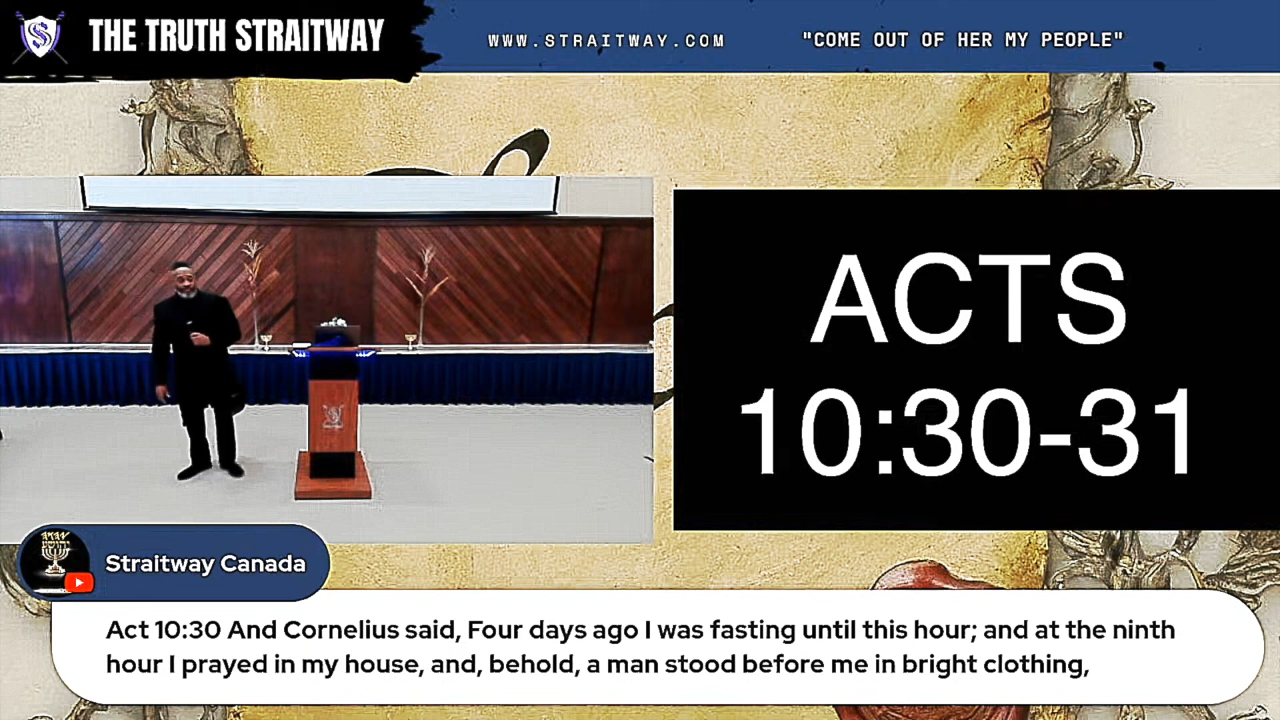 THE TRUTH STRAITWAY
WWW.STRAITWAY.COM
"COME OUT OF HER MY PEOPLE"
ACTS
10:30-31
Straitway Canada
Act 10:30 And Cornelius said, Four days ago I was fasting until this hour; and at the ninth
hour I prayed in my house, and, behold, a man stood before me in bright clothing,